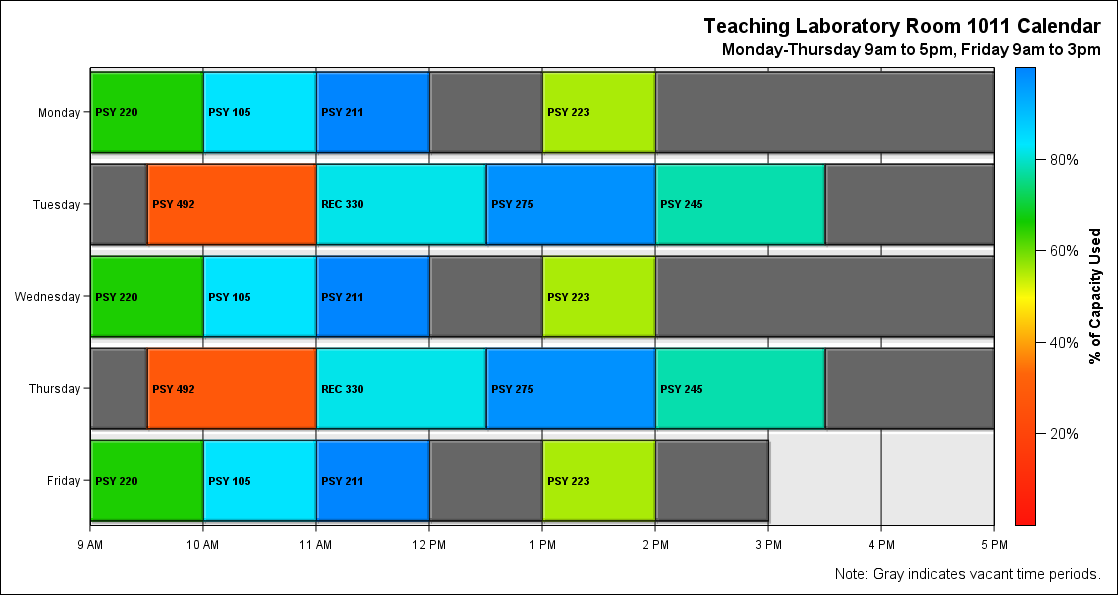 Teaching Laboratory Room 1011 Calendar
Monday-Thursday 9am to 5pm, Friday 9am to 3pm
Monday PSY 220 PSY 105 PSY 211 PSY 223
Tuesday PSY 492 REC 330 PSY 275 PSY 245
Wednesday PSY 220 PSY 105 PSY 211 PSY 223
Thursday PSY 492 REC 330 PSY 275 PSY 245
Friday PSY 220 PSY 105 PSY 211 PSY 223
9 AM 10 AM 11 AM 12 PM 1 PM 2 PM 3 PM 4 PM 5 PM
80%
60%
40%
20%
% of Capacity Used
Note: Gray indicates vacant time periods.